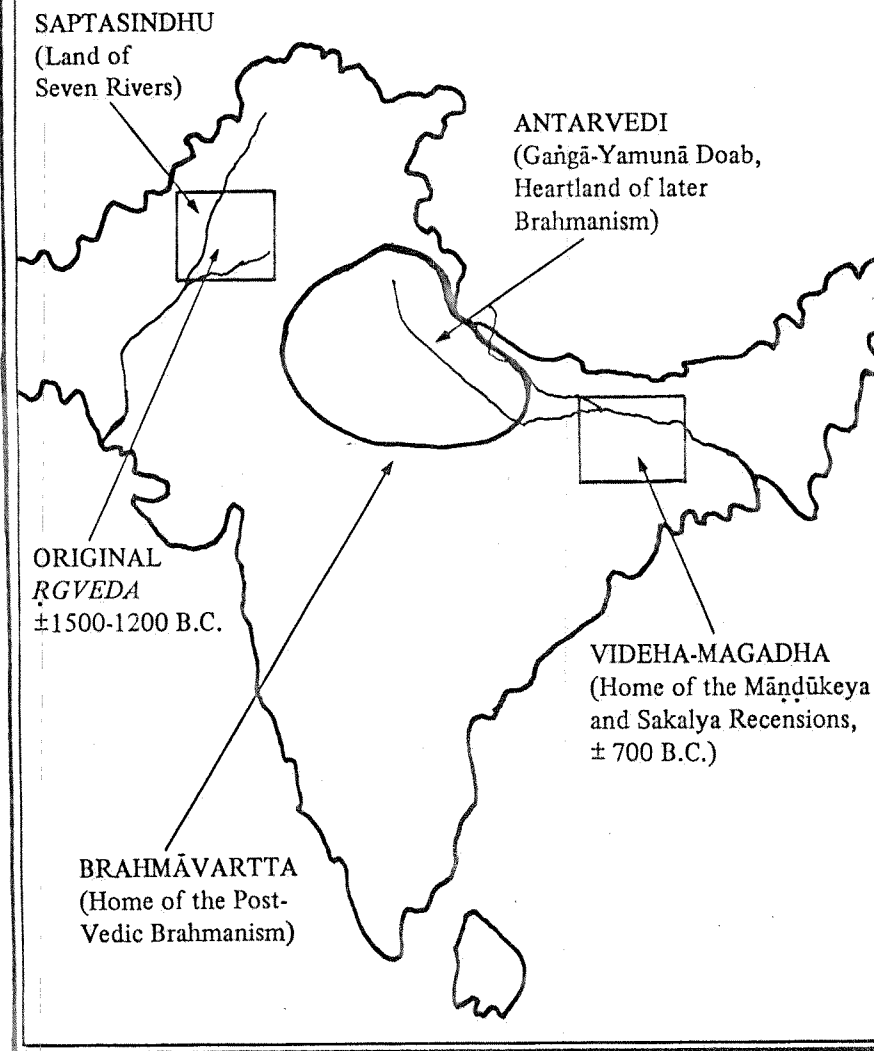 SAPTASINDHU
(Land of
Seven Rivers)
ANTARVEDI
(Gaṅgā-Yamunā Doab,
Heartland of later
Brahmanism)
ORIGINAL
ṚGVEDA
±1500-1200 B.C.
VIDEHA-MAGADHA
(Home of the Māṇḍūkeya
and Sakalya Recensions,
± 700 B.C.)
BRAHMĀVARTTA
(Home of the Post-
Vedic Brahmanism)